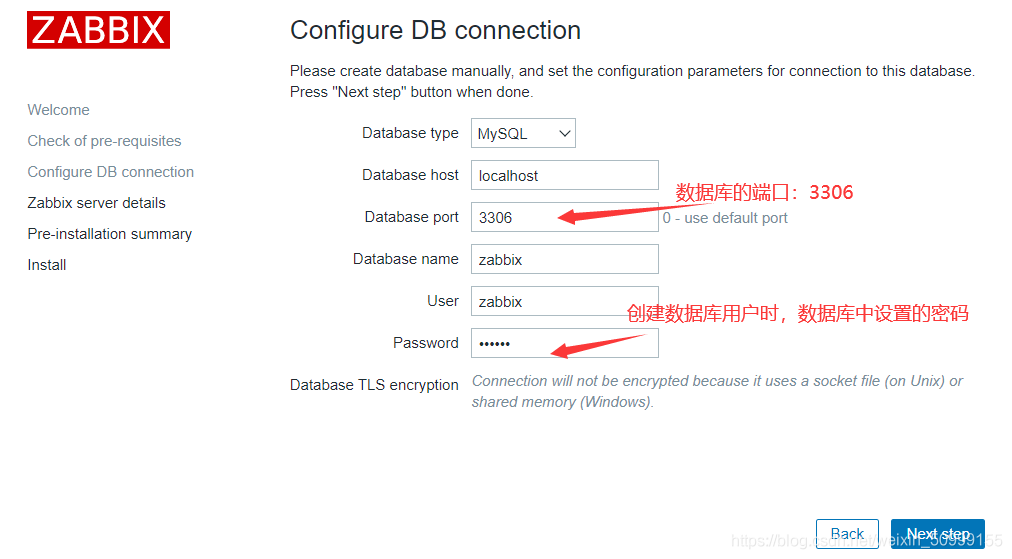 ZABBIX
Welcome
Check of pre-requisites
Configure DB connection
Zabbix server details
Pre-installation summary
Install
Configure DB connection
Please create database manually, and set the configuration parameters for connection to this database.
Press "Next step" button when done.
Database type MySQL
Database host localhost
数据库的端口：3306
Database port 3306 0 - use default port
Database name zabbix
User zabbix
创建数据库用户时，数据库中设置的密码
Password ••••••
Database TLS encryption Connection will not be encrypted because it uses a socket file (on Unix) or
shared memory (Windows).
Back Next step
https://blog.csdn.net/weixin_50959165